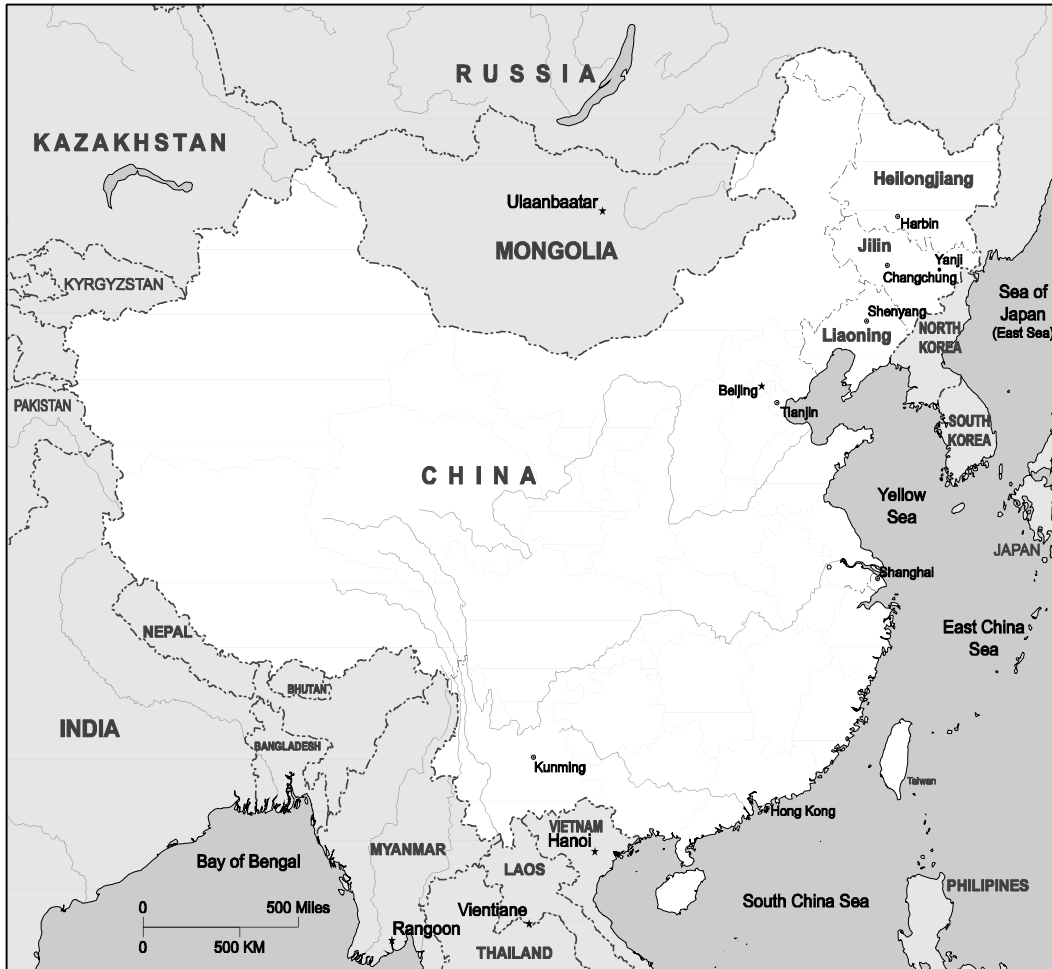 RUSSIA
KAZAKHSTAN
Heilongjiang
Ulaanbaatar
Harbin
MONGOLIA
Jilin
Yanji
KYRGYZSTAN
Changchung
Sea of
Japan
(East Sea)
Shenyang
Liaoning
NORTH
KOREA
Beijing
Tianjin
PAKISTAN
SOUTH
KOREA
CHINA
Yellow
Sea
JAPAN
Shanghai
NEPAL
East China
Sea
BHUTAN
INDIA
BANGLADESH
Kunming
Taiwan
Hong Kong
VIETNAM
Hanoi
MYANMAR
Bay of Bengal
LAOS
PHILIPINES
South China Sea
0 500 Miles
0 500 KM
Vientiane
Rangoon
THAILAND